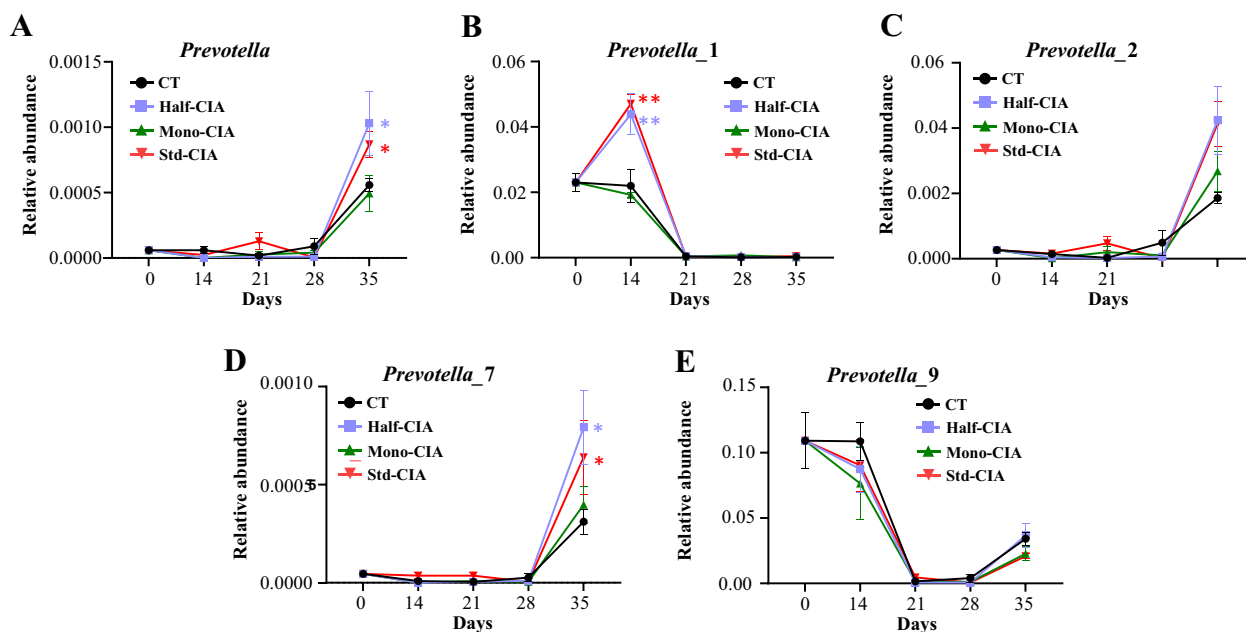 A
Prevotella
0.0015
0.0010
0.0005
0.0000
Relative abundance
CT
Half-CIA
Mono-CIA
Std-CIA
*
*
0
14
21
28
35
Days
B
Prevotella_1
0.06
0.04
0.02
0.00
Relative abundance
CT
Half-CIA
Mono-CIA
Std-CIA
**
**
0
14
21
28
35
Days
C
Prevotella_2
0.06
0.04
0.002
0.000
Relative abundance
CT
Half-CIA
Mono-CIA
Std-CIA
0
14
21
Days
D
Prevotella_7
0.0010
0.0005
0.0000
Relative abundance
CT
Half-CIA
Mono-CIA
Std-CIA
*
*
0
14
21
28
35
Days
E
Prevotella_9
0.15
0.10
0.05
0.00
Relative abundance
CT
Half-CIA
Mono-CIA
Std-CIA
0
14
21
28
35
Days